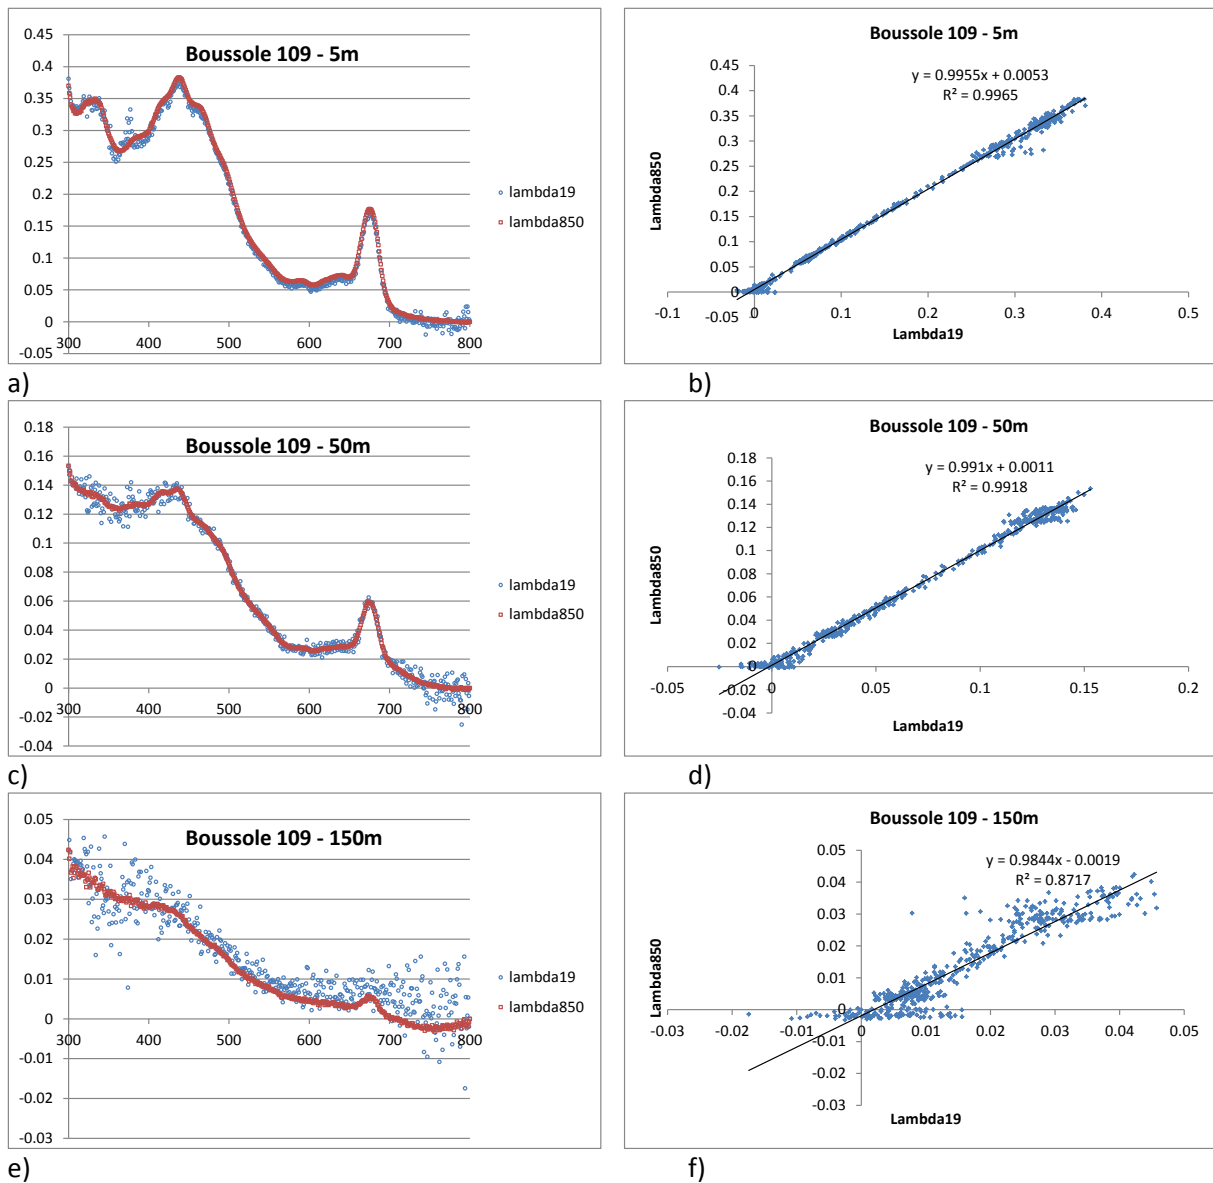 Boussole 109 - 5m
0.45
0.4
0.35
0.3
0.25
0.2
0.15
0.1
0.05
0
-0.05
300 400 500 600 700 800
lambda19
lambda850
a)
Boussole 109 - 5m
y = 0.9955x + 0.0053
R² = 0.9965
Lambda850
0.45
0.4
0.35
0.3
0.25
0.2
0.15
0.1
0.05
0
-0.05
-0.1 0 0.1 0.2 0.3 0.4 0.5
Lambda19
b)
Boussole 109 - 50m
0.18
0.16
0.14
0.12
0.1
0.08
0.06
0.04
0.02
0
-0.02
-0.04
300 400 500 600 700 800
lambda19
lambda850
c)
Boussole 109 - 50m
y = 0.991x + 0.0011
R² = 0.9918
Lambda850
0.18
0.16
0.14
0.12
0.1
0.08
0.06
0.04
0.02
0
-0.02
-0.04
-0.05 0 0.05 0.1 0.15 0.2
Lambda19
d)
Boussole 109 - 150m
0.05
0.04
0.03
0.02
0.01
0
-0.01
-0.02
-0.03
300 400 500 600 700 800
lambda19
lambda850
e)
Boussole 109 - 150m
y = 0.9844x - 0.0019
R² = 0.8717
Lambda850
0.05
0.04
0.03
0.02
0.01
0
-0.01
-0.02
-0.03
-0.03 -0.02 -0.01 0 0.01 0.02 0.03 0.04 0.05
Lambda19
f)